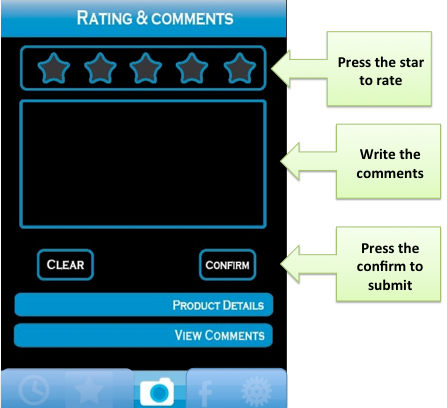 RATING & COMMENTS
Press the star
to rate
Write the
comments
CLEAR
CONFIRM
Press the
confirm to
submit
PRODUCT DETAILS
VIEW COMMENTS
f